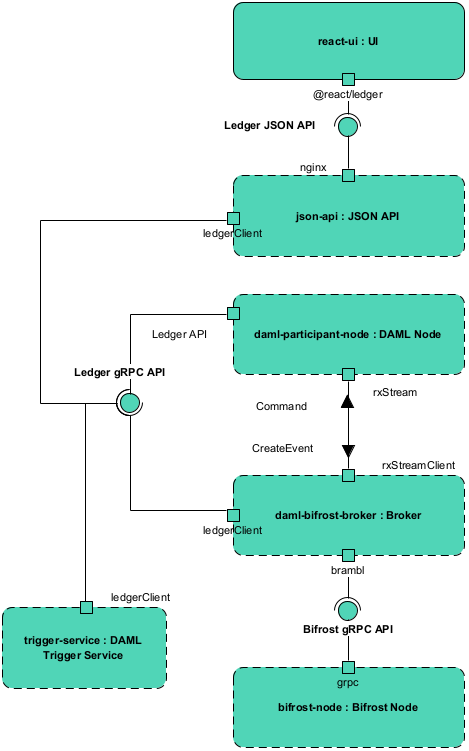 react-ui : UI
@react/ledger
Ledger JSON API
nginx
json-api : JSON API
ledgerClient
daml-participant-node : DAML Node
Ledger API
Ledger gRPC API
rxStream
Command
CreateEvent
rxStreamClient
daml-bifrost-broker : Broker
ledgerClient
brambl
ledgerClient
Bifrost gRPC API
trigger-service : DAML
Trigger Service
grpc
bifrost-node : Bifrost Node